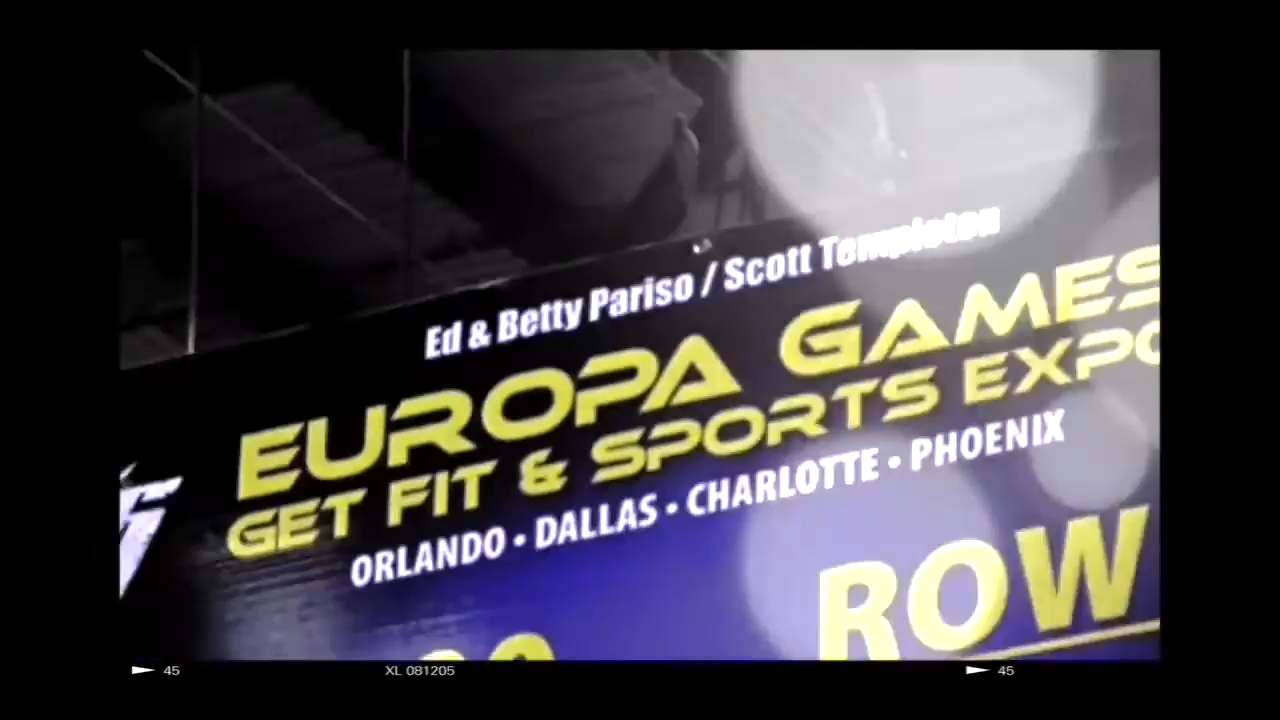 Ed & Betty Pariso / Scott Templeton
EUROPA GAMES
GET FIT & SPORTS EXPO
ORLANDO • DALLAS • CHARLOTTE • PHOENIX
ROW
45
XL 081205
45